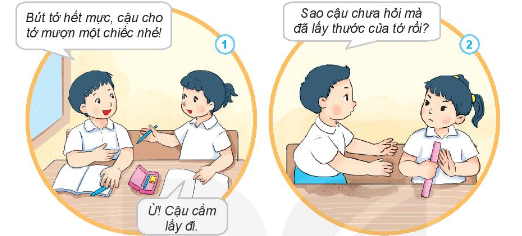 Bút tớ hết mực, cậu cho
tớ mượn một chiếc nhé!
1
Ừ! Cậu cầm
lấy đi.
Sao cậu chưa hỏi mà
đã lấy thước của tớ rồi?
2